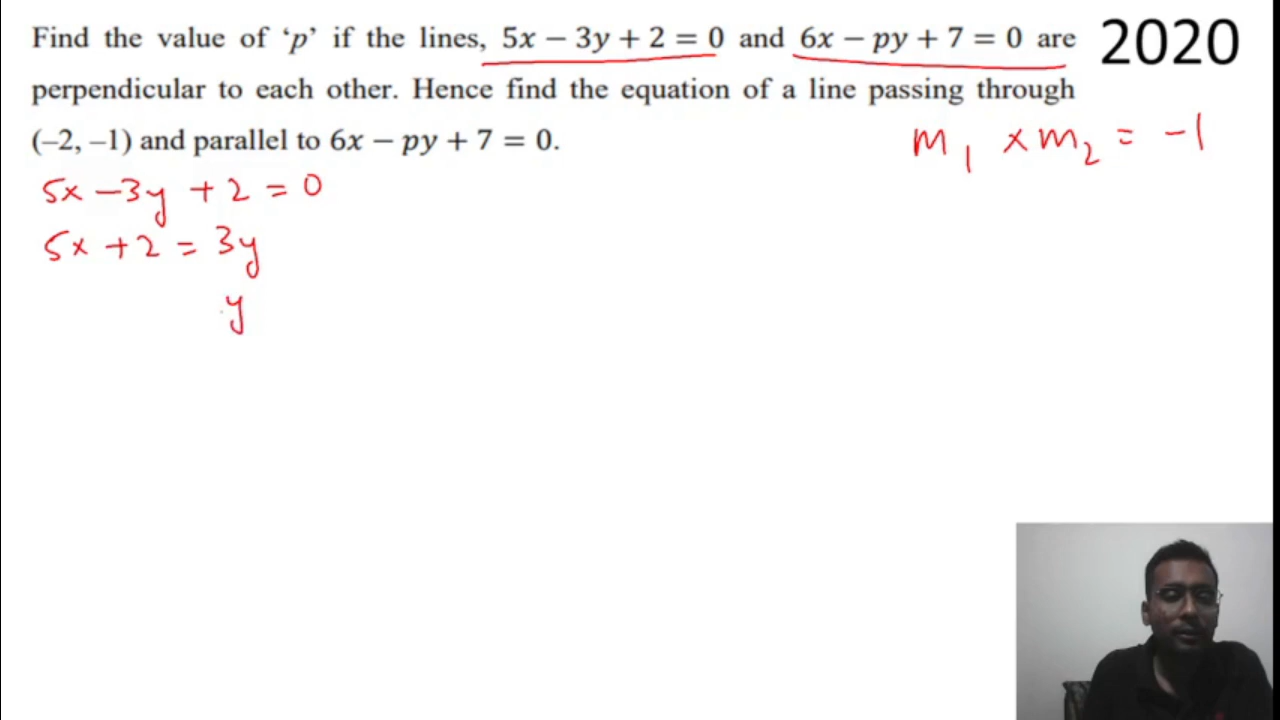 Find the value of ‘p’ if the lines, 5x − 3y + 2 = 0 and 6x − py + 7 = 0 are
2020
perpendicular to each other. Hence find the equation of a line passing through
(–2, –1) and parallel to 6x − py + 7 = 0.
m₁ × m₂ = -1
5x - 3y + 2 = 0
5x + 2 = 3y
y